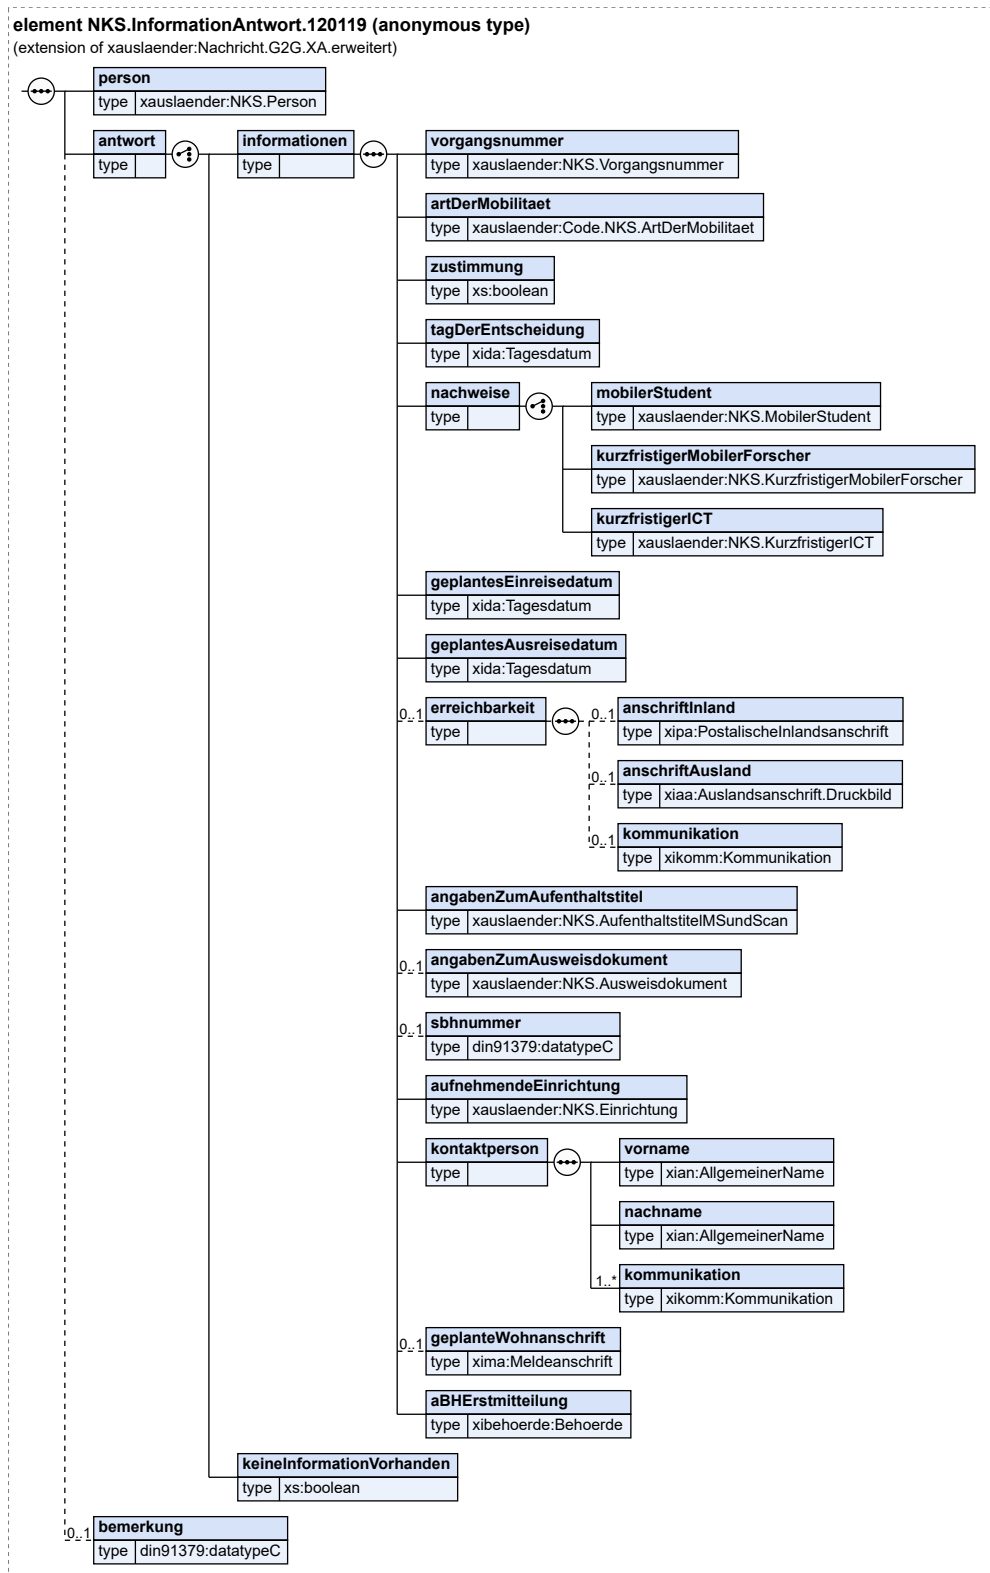 element NKS.InformationAntwort.120119 (anonymous type)
(extension of xauslaender:Nachricht.G2G.XA.erweitert)
person
type xauslaender:NKS.Person
antwort
type
informationen
type
vorgangsnummer
type xauslaender:NKS.Vorgangsnummer
artDerMobilitaet
type xauslaender:Code.NKS.ArtDerMobilitaet
zustimmung
type xs:boolean
tagDerEntscheidung
type xida:Tagesdatum
nachweise
type
mobilerStudent
type xauslaender:NKS.MobilerStudent
kurzfristigerMobilerForscher
type xauslaender:NKS.KurzfristigerMobilerForscher
kurzfristigerICT
type xauslaender:NKS.KurzfristigerICT
geplantesEinreisedatum
type xida:Tagesdatum
geplantesAusreisedatum
type xida:Tagesdatum
0..1 erreichbarkeit
type
0..1 anschriftInland
type xipa:PostalischeInlandsanschrift
0..1 anschriftAusland
type xiaa:Auslandsanschrift.Druckbild
0..1 kommunikation
type xikomm:Kommunikation
angabenZumAufenthaltstitel
type xauslaender:NKS.AufenthaltstitelMSundScan
0..1 angabenZumAusweisdokument
type xauslaender:NKS.Ausweisdokument
0..1 sbhnummer
type din91379:datatypeC
aufnehmendeEinrichtung
type xauslaender:NKS.Einrichtung
kontaktperson
type
vorname
type xian:AllgemeinerName
nachname
type xian:AllgemeinerName
1..* kommunikation
type xikomm:Kommunikation
0..1 geplanteWohnanschrift
type xima:Meldeanschrift
aBHErstmitteilung
type xibehoerde:Behoerde
keineInformationVorhanden
type xs:boolean
0..1 bemerkung
type din91379:datatypeC